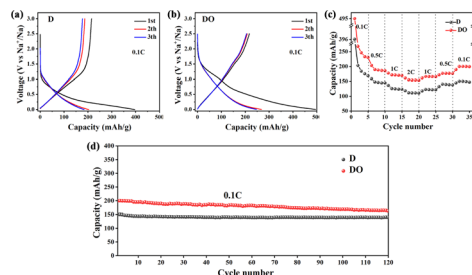 (a)
D
1st
2th
3th
0.1C
Voltage (V vs Na⁺/Na)
3.0
2.5
2.0
1.5
1.0
0.5
0.0
0 100 200 300 400 500
Capacity (mAh/g)
(b)
DO
1st
2th
3th
0.1C
Voltage (V vs Na⁺/Na)
3.0
2.5
2.0
1.5
1.0
0.5
0.0
0 100 200 300 400 500
Capacity (mAh/g)
(c)
D
DO
0.1C
0.5C
1C
2C
1C
0.5C
0.1C
Capacity (mAh/g)
495
450
396
350
300
250
200
150
100
50
0 5 10 15 20 25 30 35
Cycle number
(d)
D
DO
0.1C
Capacity (mAh/g)
400
350
300
250
200
150
100
50
0
10 20 30 40 50 60 70 80 90 100 110 120
Cycle number